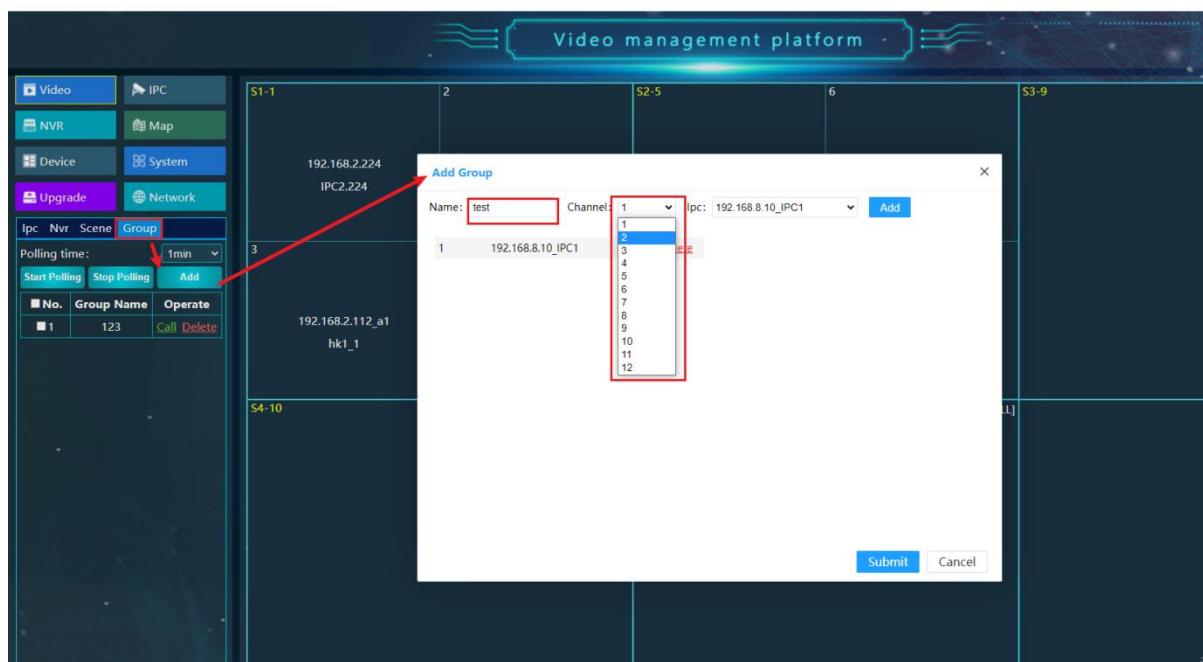 Video management platform
Video IPC
NVR Map
Device System
Upgrade Network
Ipc Nvr Scene Group
Polling time: 1min
Start Polling Stop Polling Add
No. Group Name Operate
1 123 Call Delete
S1-1 2 S2-5 6 S3-9
192.168.2.224
IPC2.224
3
192.168.2.112_a1
hk1_1
S4-10
Add Group
Name: test Channel: 1 Ipc: 192.168.8.10_IPC1 Add
1 192.168.8.10_IPC1
1
2
3
4
5
6
7
8
9
10
11
12
Submit Cancel